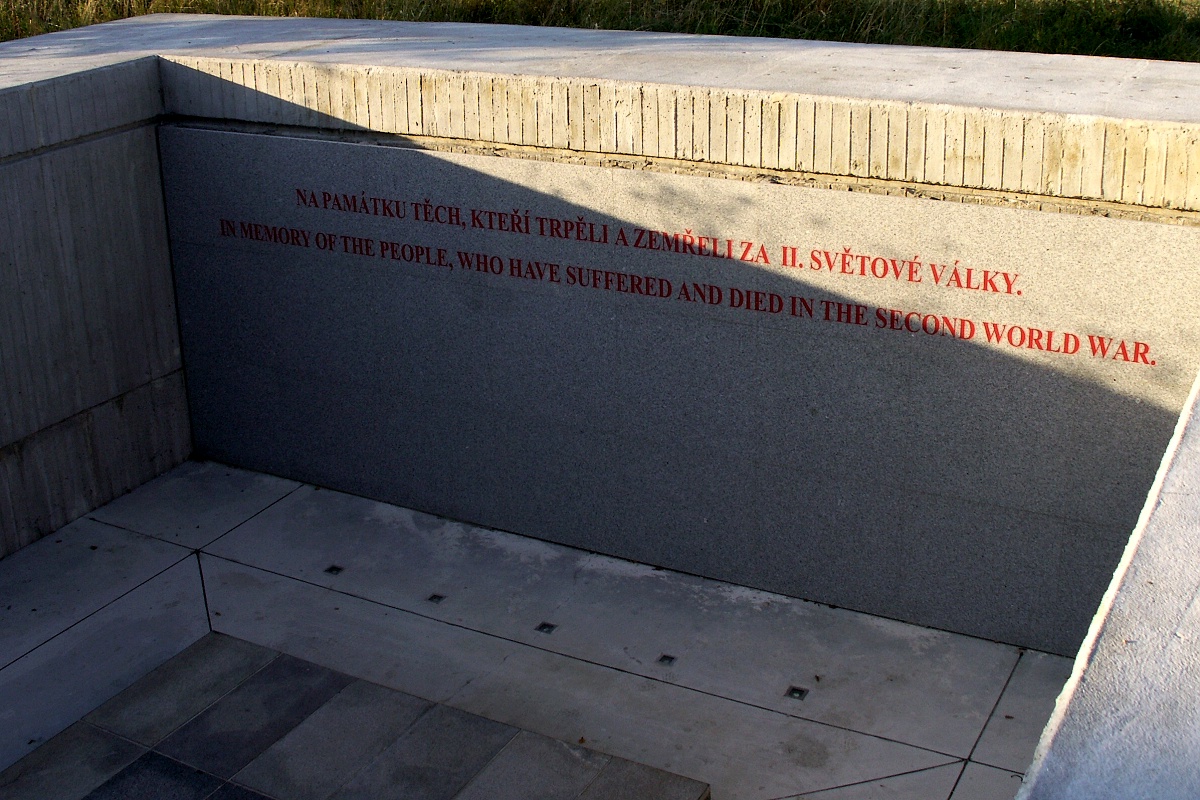 NA PAMÁTKU TĚCH, KTEŘÍ TRPĚLI A ZEMŘELI ZA II. SVĚTOVÉ VÁLKY.
IN MEMORY OF THE PEOPLE, WHO HAVE SUFFERED AND DIED IN THE SECOND WORLD WAR.